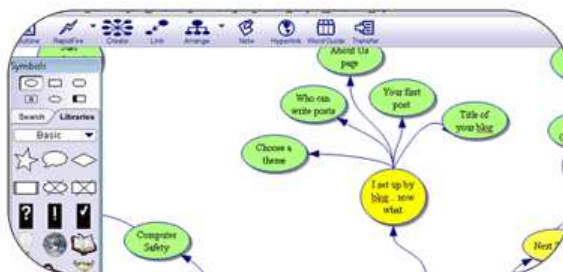 RapidFire
Create
Link
Arrange
Note
Hyperlink
Word Guide
Transfer
Symbols
Search
Libraries
Basic
About Us
page
Who can
write posts
Your first
post
Title of
your blog
Choose a
theme
I set up by
blog... now
what
Computer
Safety
Next